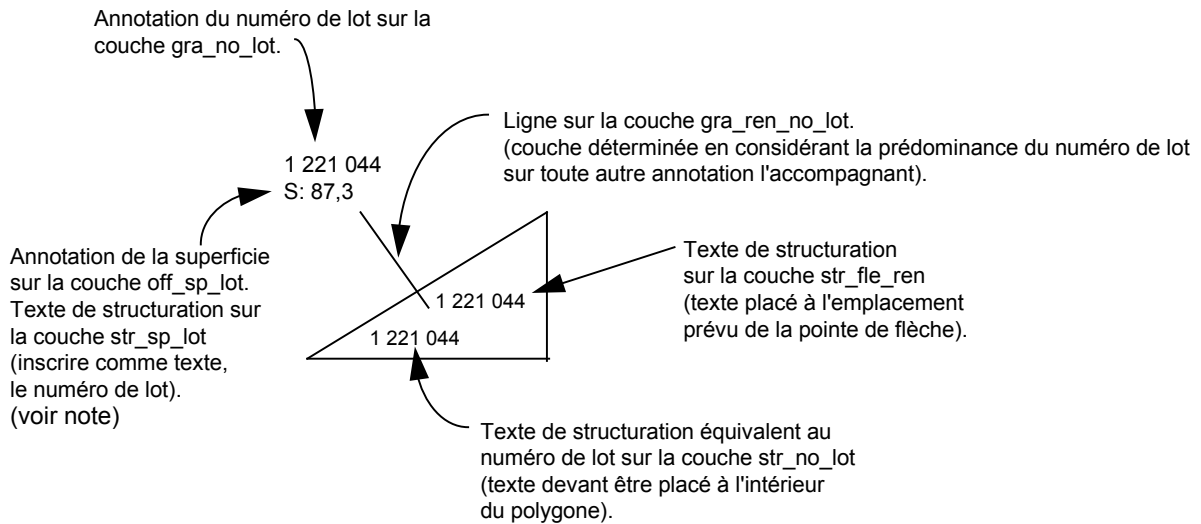 Annotation du numéro de lot sur la
couche gra_no_lot.
Ligne sur la couche gra_ren_no_lot.
(couche déterminée en considérant la prédominance du numéro de lot
sur toute autre annotation l'accompagnant).
1 221 044
S: 87,3
Annotation de la superficie
sur la couche off_sp_lot.
Texte de structuration sur
la couche str_sp_lot
(inscrire comme texte,
le numéro de lot).
(voir note)
Texte de structuration
sur la couche str_fle_ren
(texte placé à l'emplacement
prévu de la pointe de flèche).
1 221 044
1 221 044
Texte de structuration équivalent au
numéro de lot sur la couche str_no_lot
(texte devant être placé à l'intérieur
du polygone).